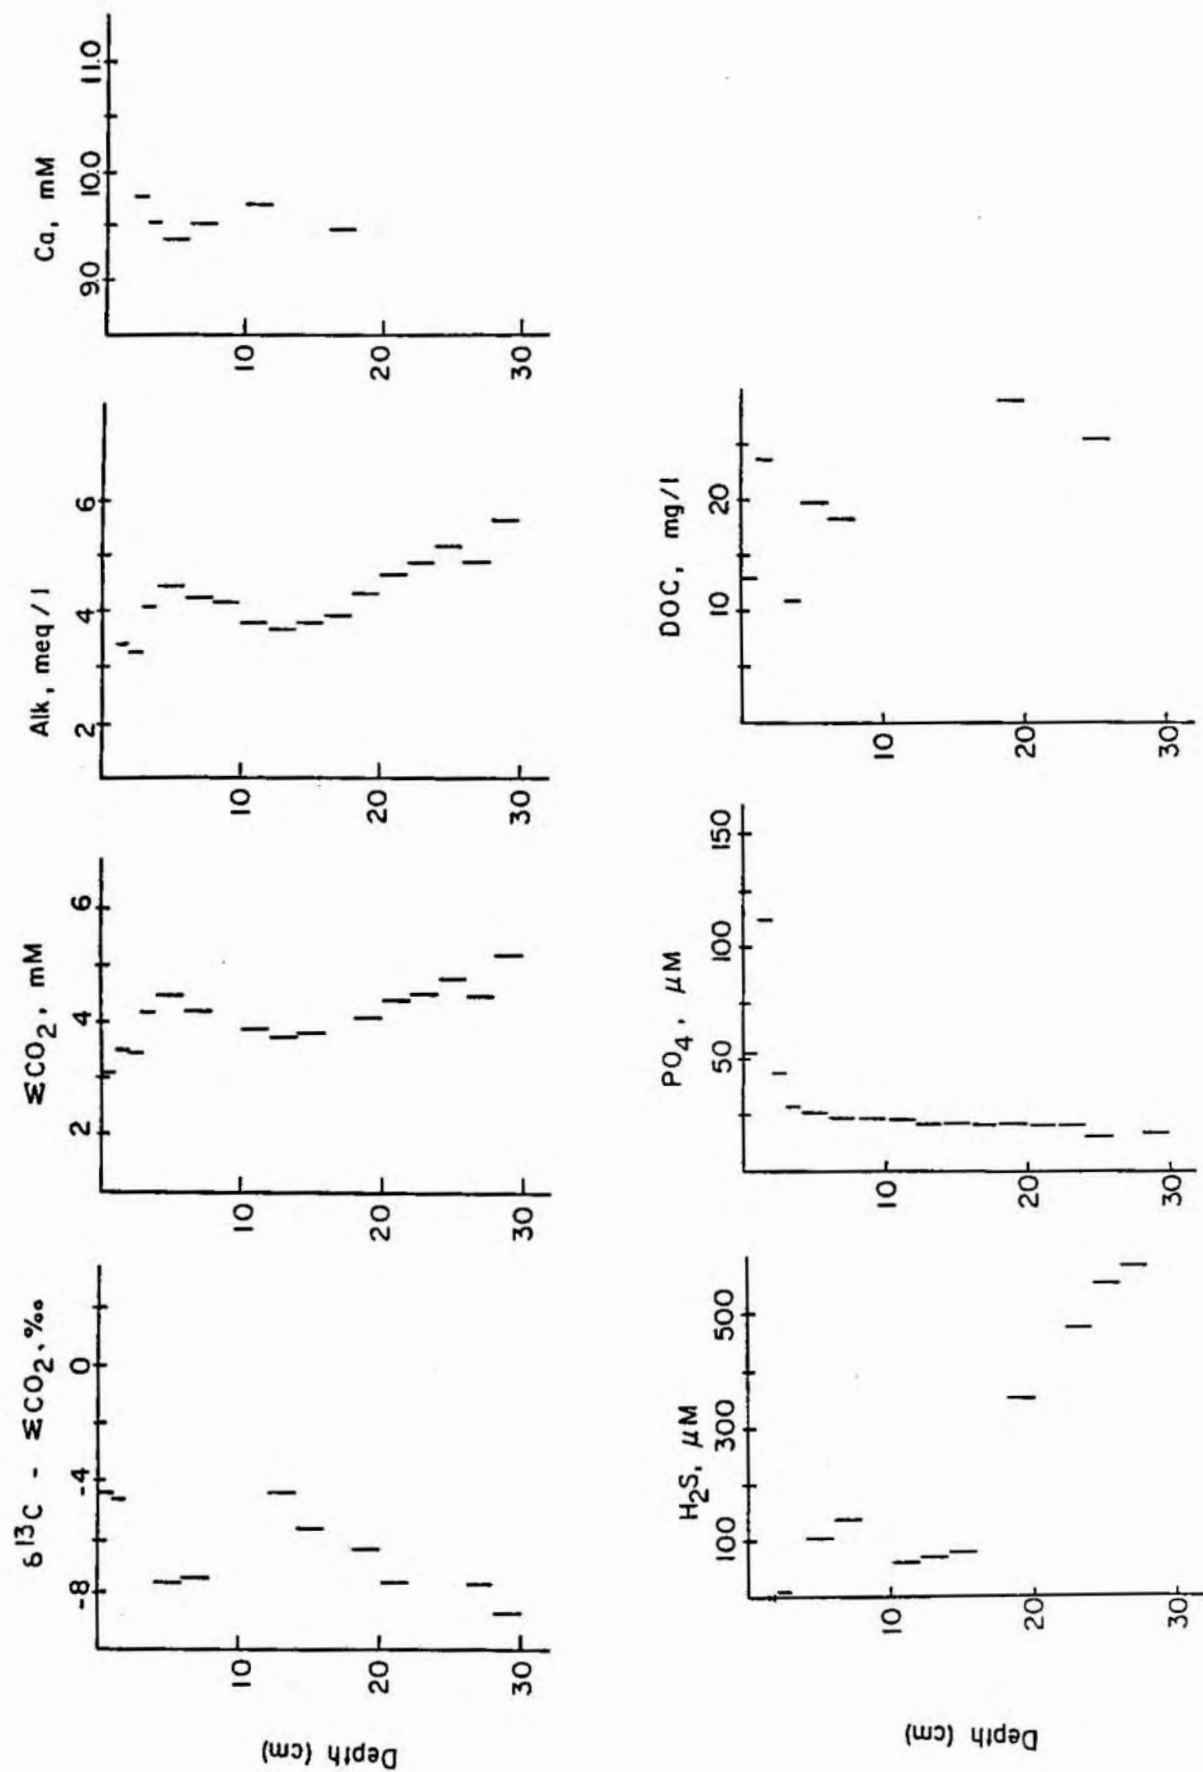 δ¹³C - ΣCO₂, ‰
-8 -4 0
10
20
30
Depth (cm)
ΣCO₂, mM
2 4 6
10
20
30
Alk, meq/l
2 4 6
10
20
30
Ca, mM
9.0 10.0 11.0
10
20
30
H₂S, μM
100 300 500
10
20
30
Depth (cm)
PO₄, μM
50 100 150
10
20
30
DOC, mg/l
10 20
10
20
30